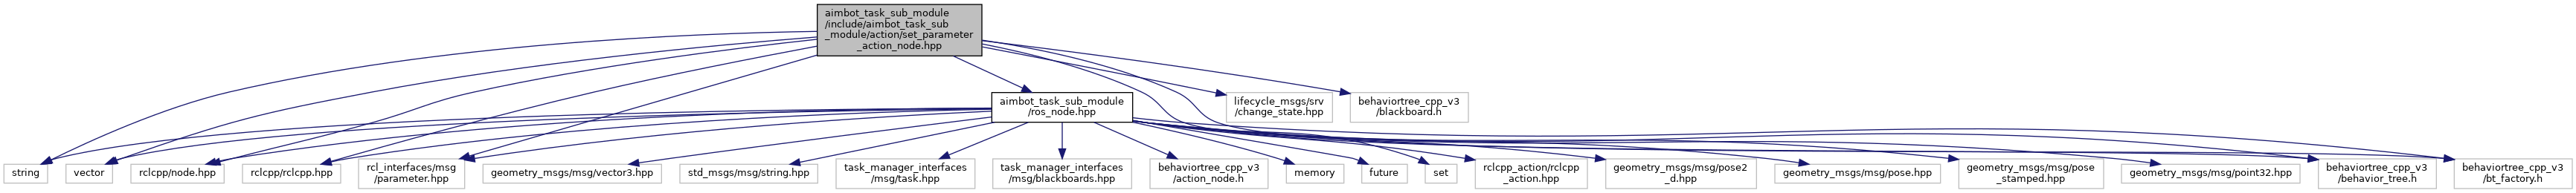 aimbot_task_sub_module
/include/aimbot_task_sub
_module/action/set_parameter
_action_node.hpp
aimbot_task_sub_module
/ros_node.hpp
lifecycle_msgs/srv
/change_state.hpp
behaviortree_cpp_v3
/blackboard.h
string
vector
rclcpp/node.hpp
rclcpp/rclcpp.hpp
rcl_interfaces/msg
/parameter.hpp
geometry_msgs/msg/vector3.hpp
std_msgs/msg/string.hpp
task_manager_interfaces
/msg/task.hpp
task_manager_interfaces
/msg/blackboards.hpp
behaviortree_cpp_v3
/action_node.h
memory
future
set
rclcpp_action/rclcpp
_action.hpp
geometry_msgs/msg/pose2
_d.hpp
geometry_msgs/msg/pose.hpp
geometry_msgs/msg/pose
_stamped.hpp
geometry_msgs/msg/point32.hpp
behaviortree_cpp_v3
/behavior_tree.h
behaviortree_cpp_v3
/bt_factory.h